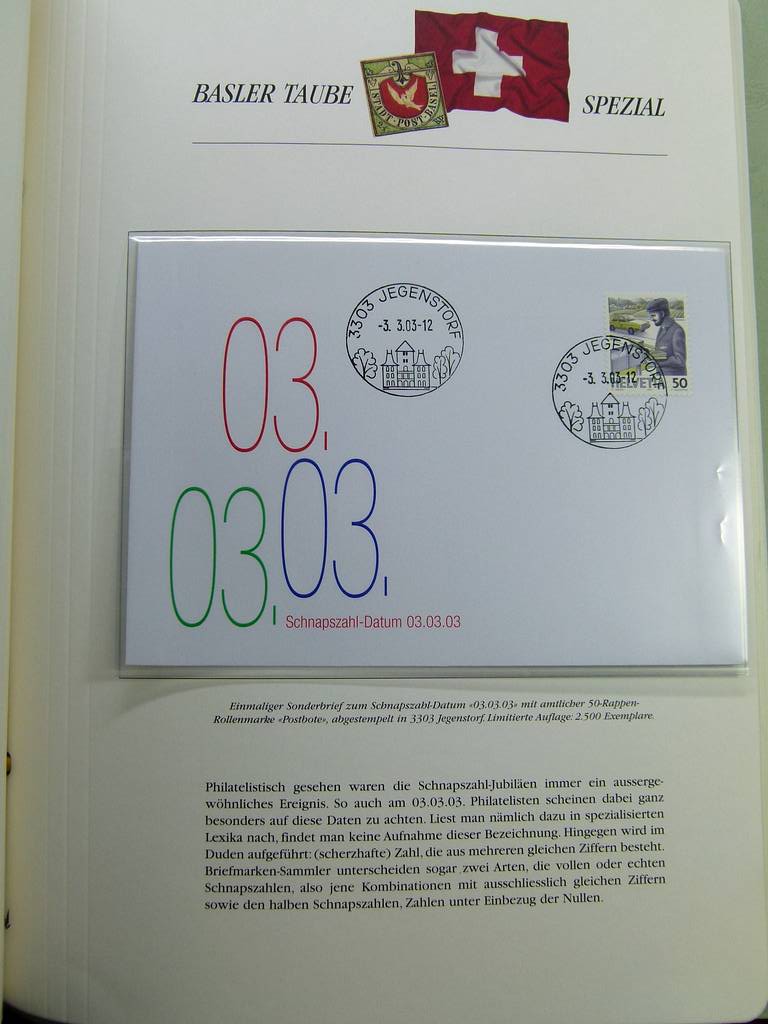 BASLER TAUBE
STADT·POST·BASEL
SPEZIAL
03.
03.
03.
Schnapszahl-Datum 03.03.03
3303 JEGENSTORF
-3. 3.03-12
3303 JEGENSTORF
-3. 3.03-12
HELVET
50
Einmaliger Sonderbrief zum Schnapszahl-Datum «03.03.03» mit amtlicher 50-Rappen-
Rollenmarke «Postbote», abgestempelt in 3303 Jegenstorf. Limitierte Auflage: 2.500 Exemplare.
Philatelistisch gesehen waren die Schnapszahl-Jubiläen immer ein ausserge-
wöhnliches Ereignis. So auch am 03.03.03. Philatelisten scheinen dabei ganz
besonders auf diese Daten zu achten. Liest man nämlich dazu in spezialisierten
Lexika nach, findet man keine Aufnahme dieser Bezeichnung. Hingegen wird im
Duden aufgeführt: (scherzhafte) Zahl, die aus mehreren gleichen Ziffern besteht.
Briefmarken-Sammler unterscheiden sogar zwei Arten, die vollen oder echten
Schnapszahlen, also jene Kombinationen mit ausschliesslich gleichen Ziffern
sowie den halben Schnapszahlen, Zahlen unter Einbezug der Nullen.